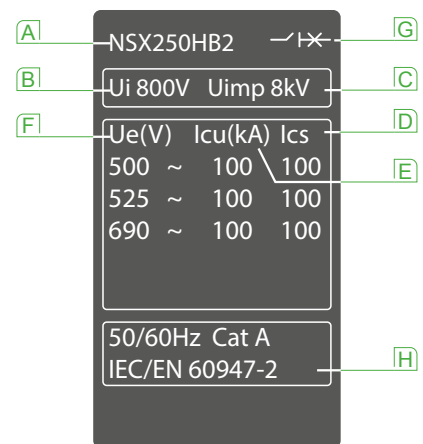 A
NSX250HB2
G
B
Ui 800V Uimp 8kV
C
F
Ue(V) Icu(kA) Ics
D
500 ~ 100 100
E
525 ~ 100 100
690 ~ 100 100
50/60Hz Cat A
IEC/EN 60947-2
H